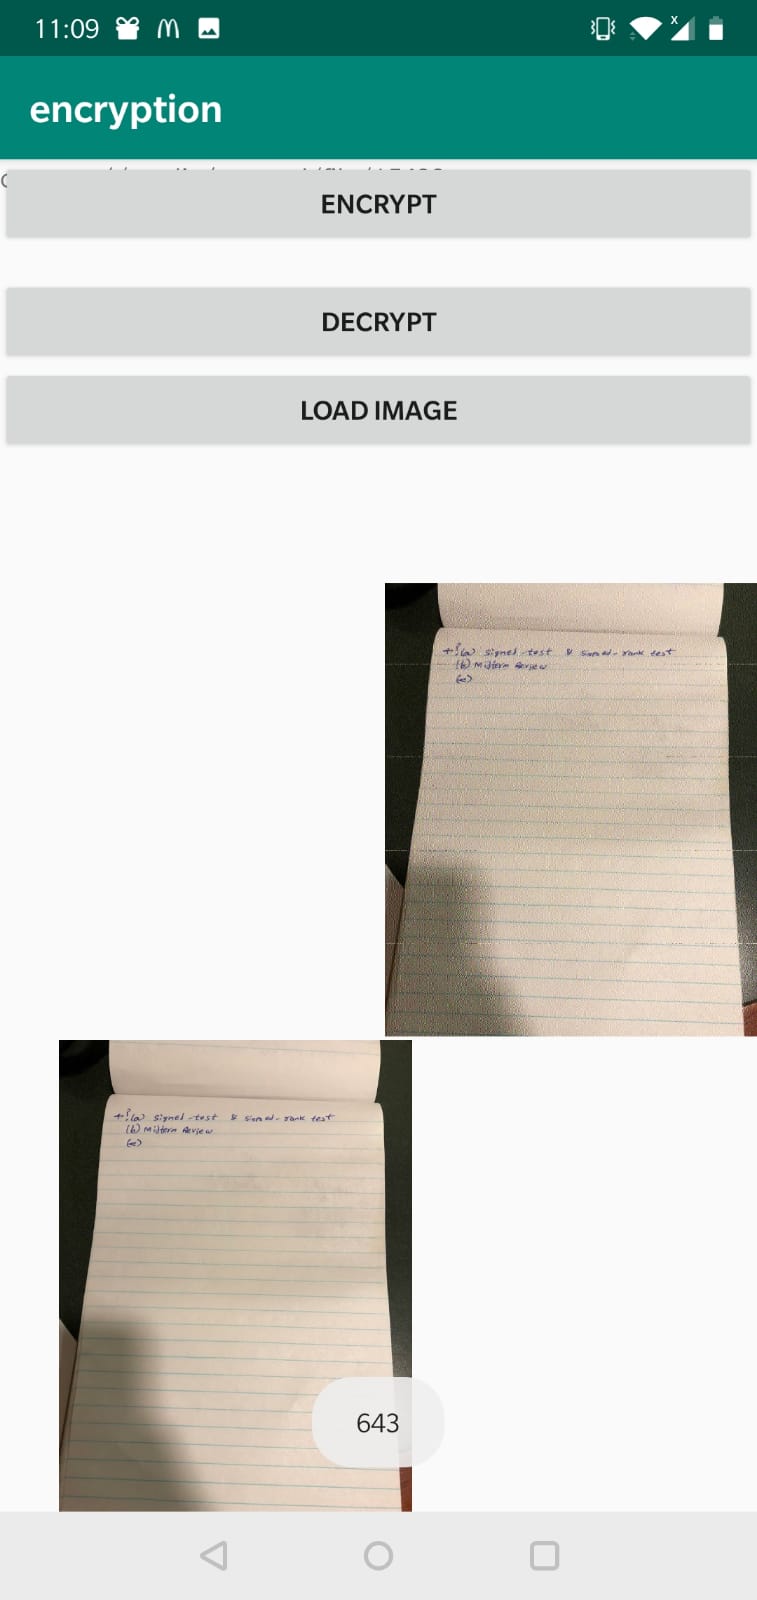 11:09
encryption
ENCRYPT
DECRYPT
LOAD IMAGE
(a) signed-test & signed-rank test
(b) Midterm Review
(c)
(a) signed-test & signed-rank test
(b) Midterm Review
(c)
643